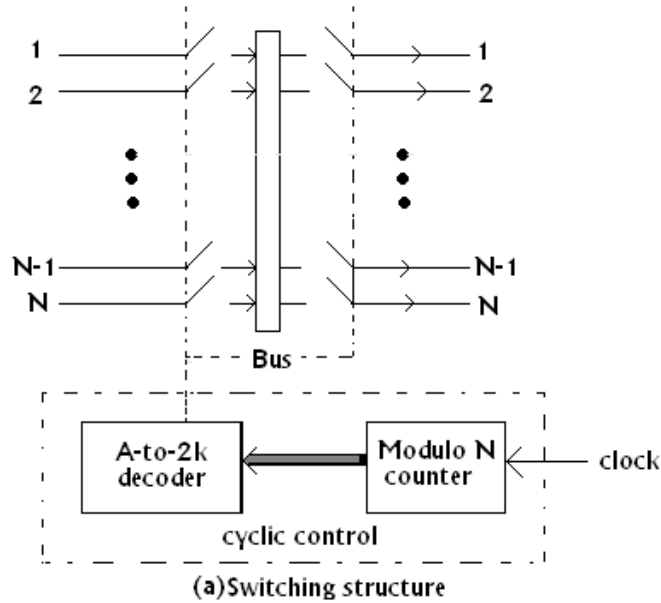 1 1
2 2
N-1 N-1
N N
Bus
A-to-2k
decoder
Modulo N
counter
clock
cyclic control
(a)Switching structure